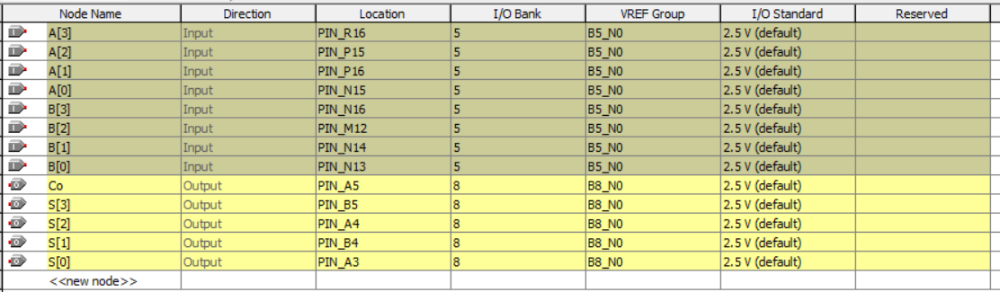 Node Name Direction Location I/O Bank VREF Group I/O Standard Reserved
A[3] Input PIN_R16 5 B5_N0 2.5 V (default)
A[2] Input PIN_P15 5 B5_N0 2.5 V (default)
A[1] Input PIN_P16 5 B5_N0 2.5 V (default)
A[0] Input PIN_N15 5 B5_N0 2.5 V (default)
B[3] Input PIN_N16 5 B5_N0 2.5 V (default)
B[2] Input PIN_M12 5 B5_N0 2.5 V (default)
B[1] Input PIN_N14 5 B5_N0 2.5 V (default)
B[0] Input PIN_N13 5 B5_N0 2.5 V (default)
Co Output PIN_A5 8 B8_N0 2.5 V (default)
S[3] Output PIN_B5 8 B8_N0 2.5 V (default)
S[2] Output PIN_A4 8 B8_N0 2.5 V (default)
S[1] Output PIN_B4 8 B8_N0 2.5 V (default)
S[0] Output PIN_A3 8 B8_N0 2.5 V (default)
<<new node>>